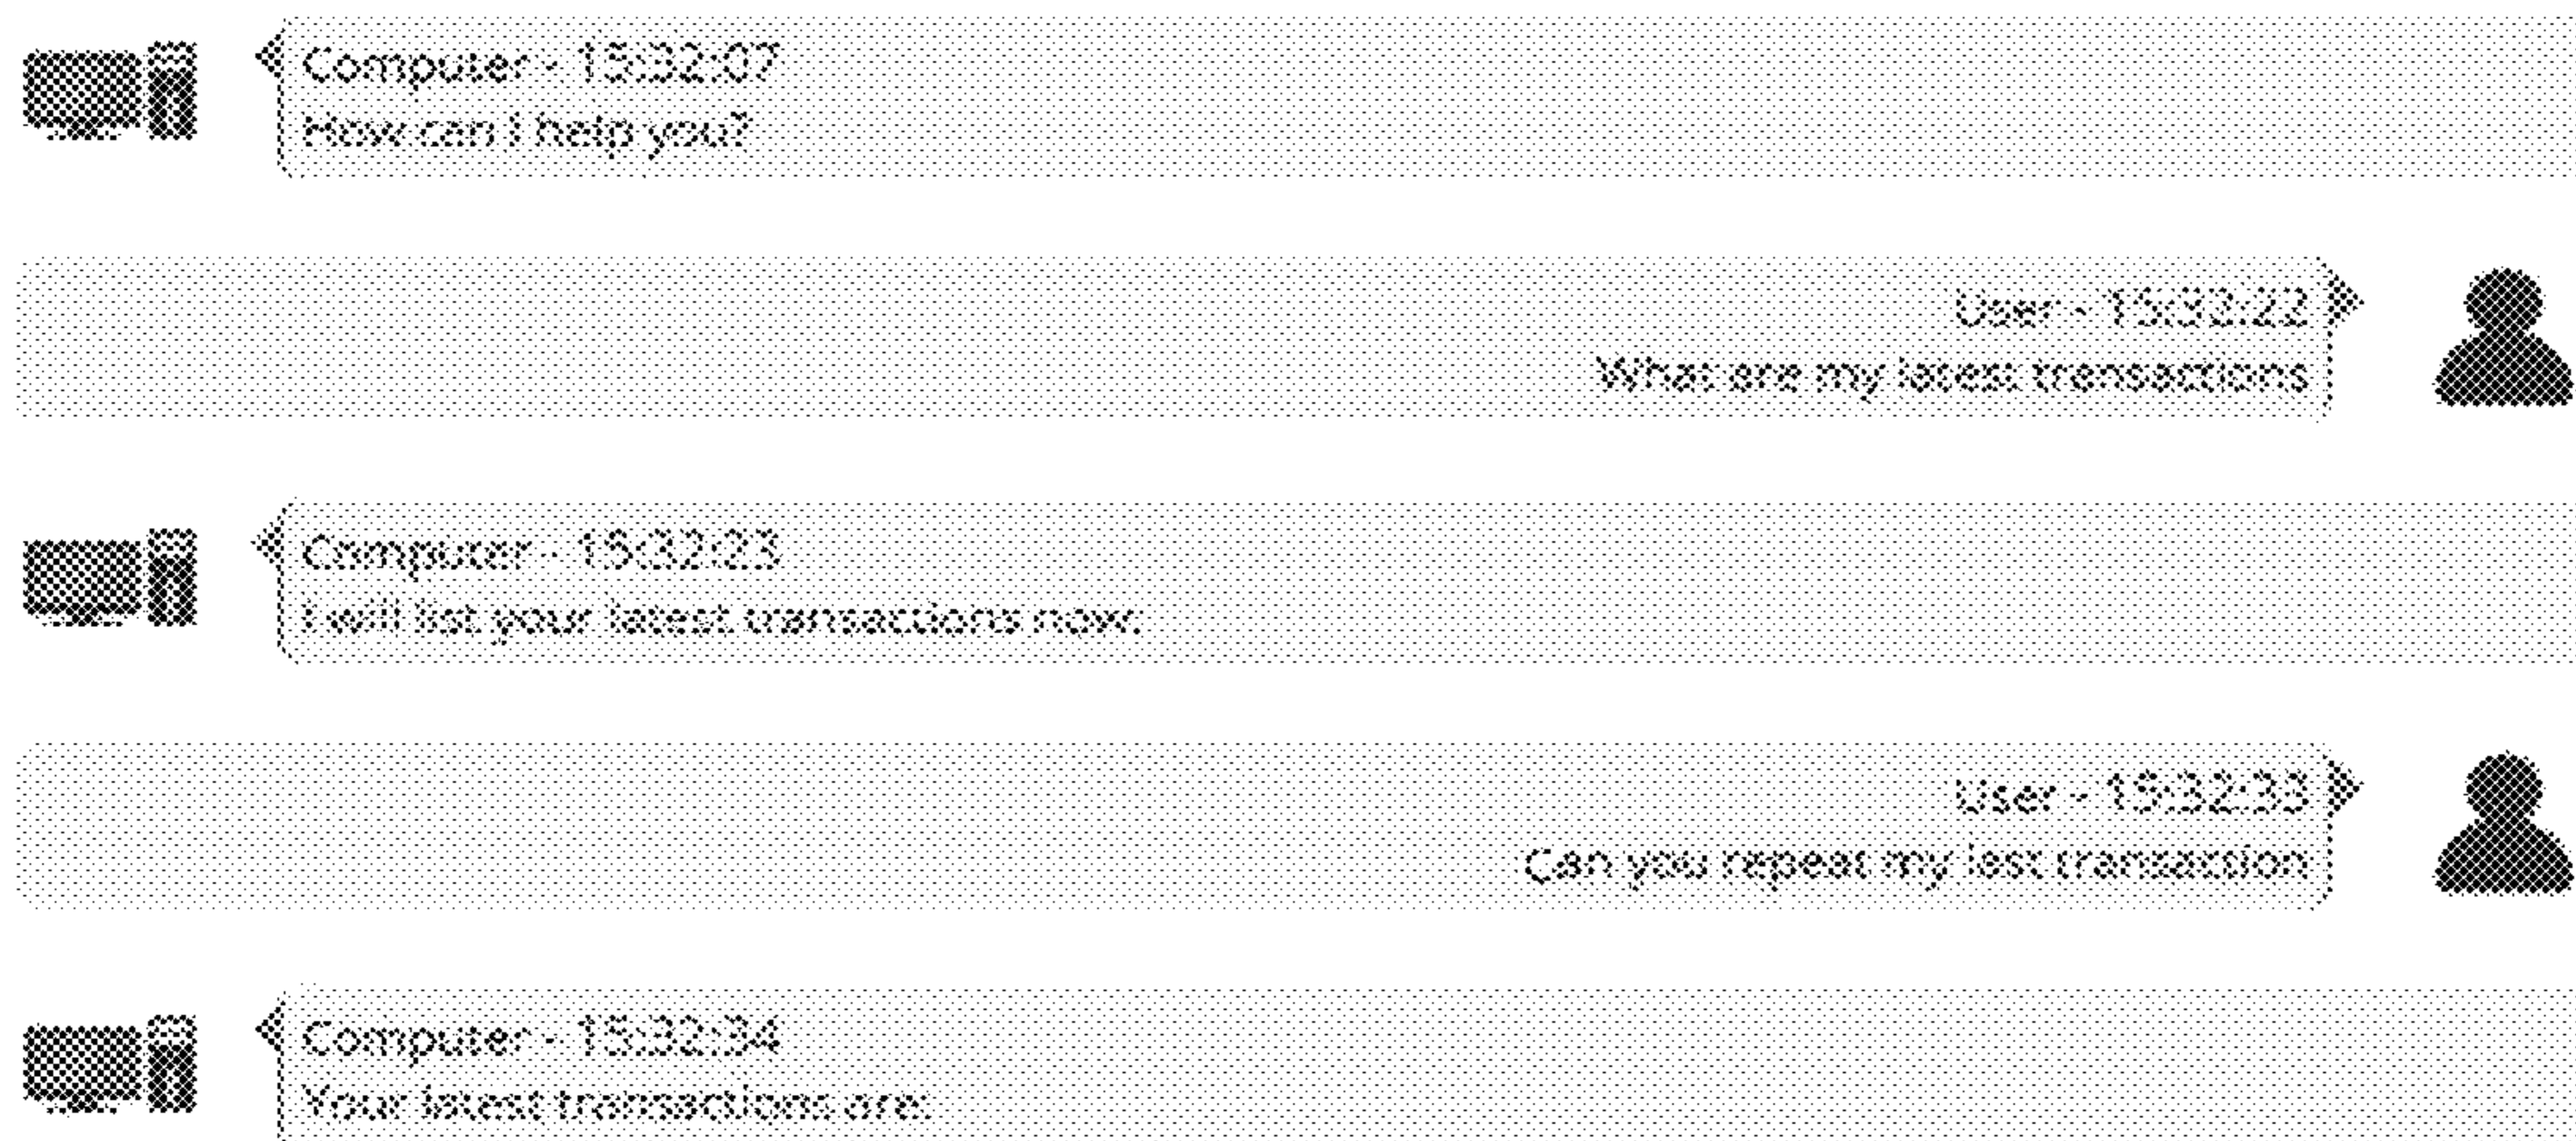 Computer - 15:32:07
How can I help you?
User - 15:32:22
What are my latest transactions
Computer - 15:32:23
I will list your latest transactions now:
User - 15:32:33
Can you repeat my last transaction
Computer - 15:32:34
Your latest transactions are: